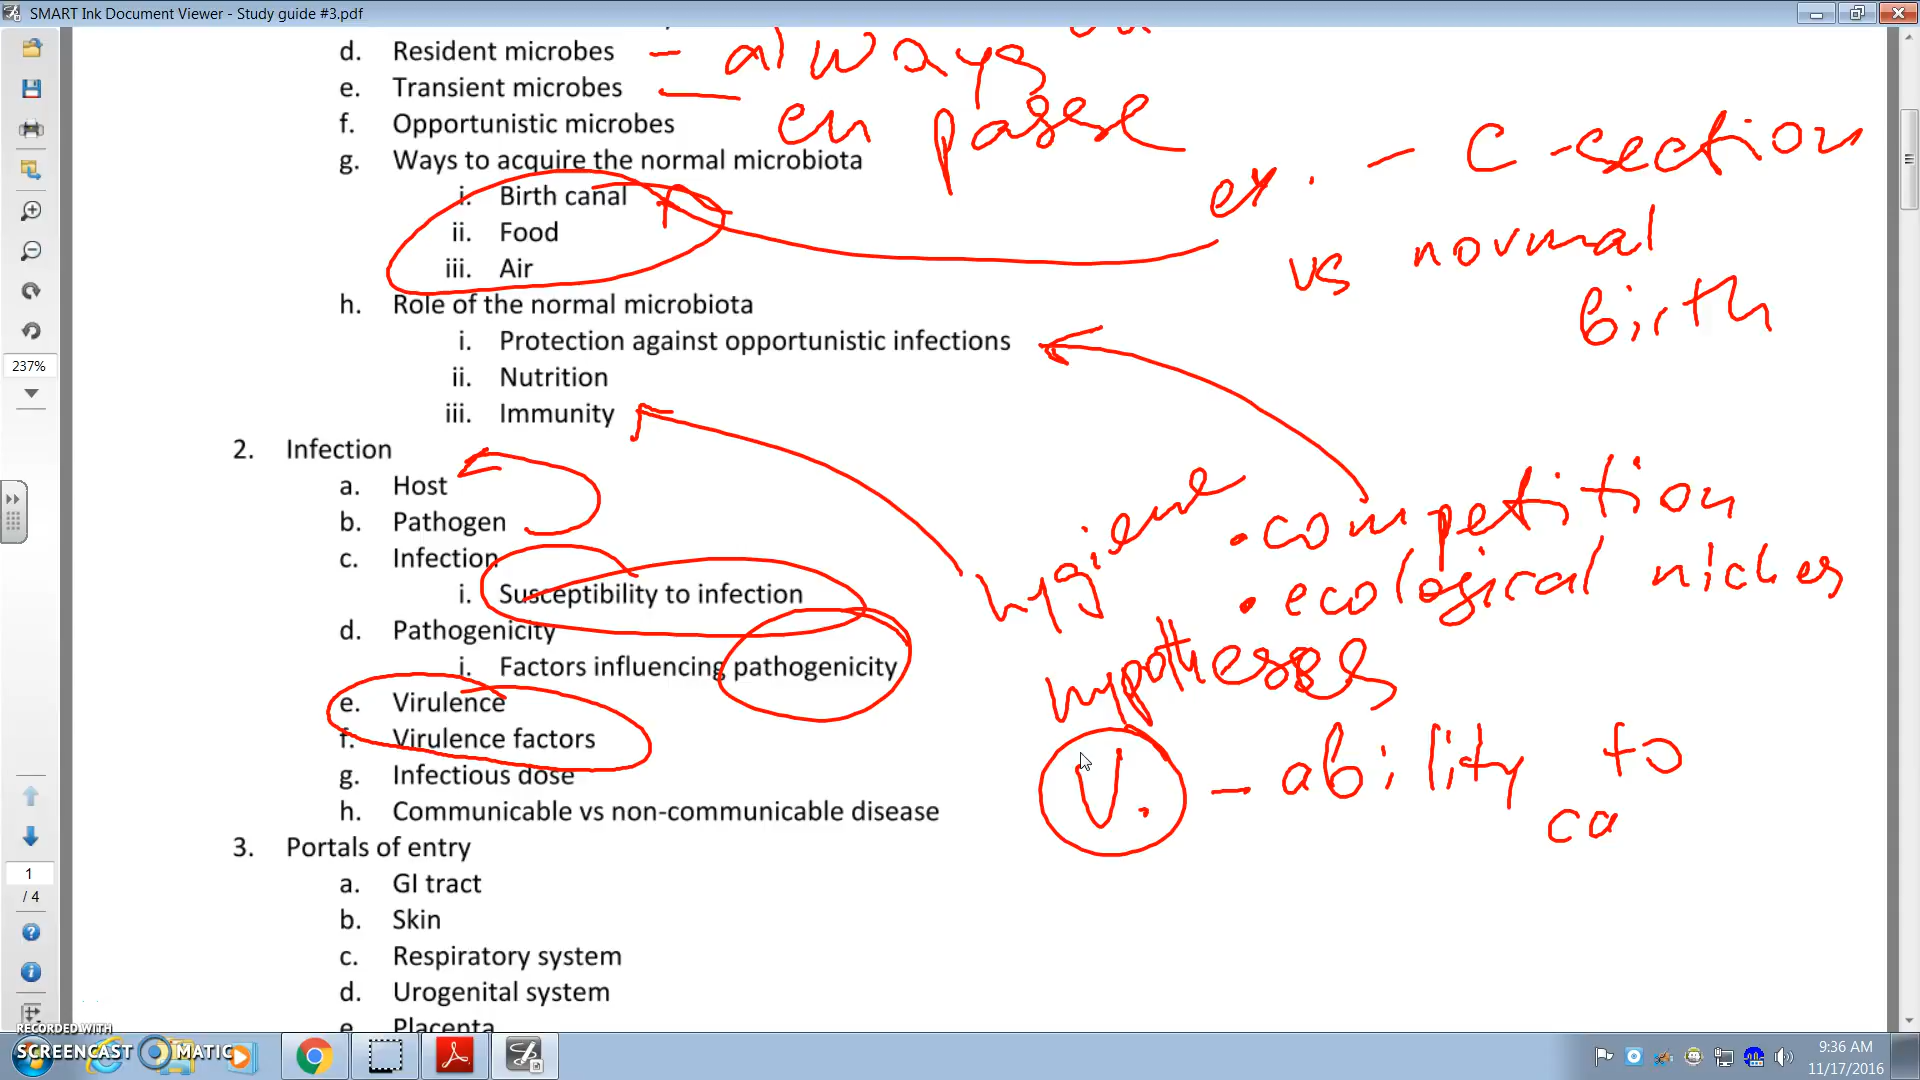 SMART Ink Document Viewer - Study guide #3.pdf
d. Resident microbes — always
e. Transient microbes — en passe
f. Opportunistic microbes
g. Ways to acquire the normal microbiota
ex. - C-section
i. Birth canal
vs normal
ii. Food
iii. Air
birth
h. Role of the normal microbiota
i. Protection against opportunistic infections
237%
ii. Nutrition
iii. Immunity
2. Infection
a. Host
b. Pathogen
• competition
c. Infection
hygiene
• ecological niches
i. Susceptibility to infection
d. Pathogenicity
i. Factors influencing pathogenicity
hypotheses
e. Virulence
f. Virulence factors
V. - ability to
ca
g. Infectious dose
h. Communicable vs non-communicable disease
3. Portals of entry
1
/ 4
a. GI tract
b. Skin
c. Respiratory system
d. Urogenital system
e. Placenta
RECORDED WITH
SCREENCAST MATIC
9:36 AM
11/17/2016